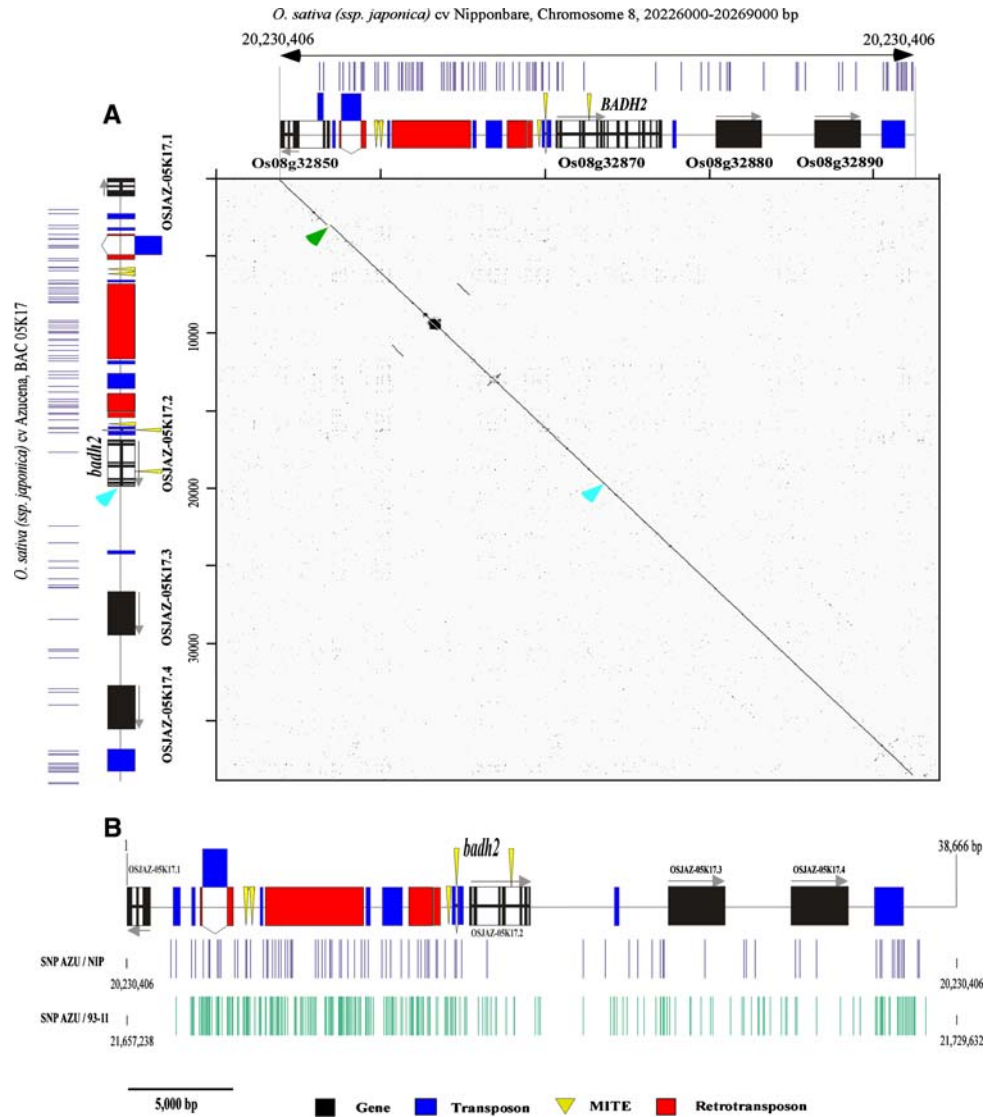 O. sativa (ssp. japonica) cv Nipponbare, Chromosome 8, 20226000-20269000 bp
20,230,406
20,230,406
A
BADH2
Os08g32850
Os08g32870
Os08g32880
Os08g32890
O. sativa (ssp. japonica) cv Azucena, BAC 05K17
OSJAZ-05K17.1
OSJAZ-05K17.2
badh2
OSJAZ-05K17.3
OSJAZ-05K17.4
10000
20000
30000
B
1
badh2
38,666 bp
OSJAZ-05K17.1
OSJAZ-05K17.2
OSJAZ-05K17.3
OSJAZ-05K17.4
SNP AZU / NIP
20,230,406
20,230,406
SNP AZU / 93-11
21,657,238
21,729,632
5,000 bp
Gene
Transposon
MITE
Retrotransposon